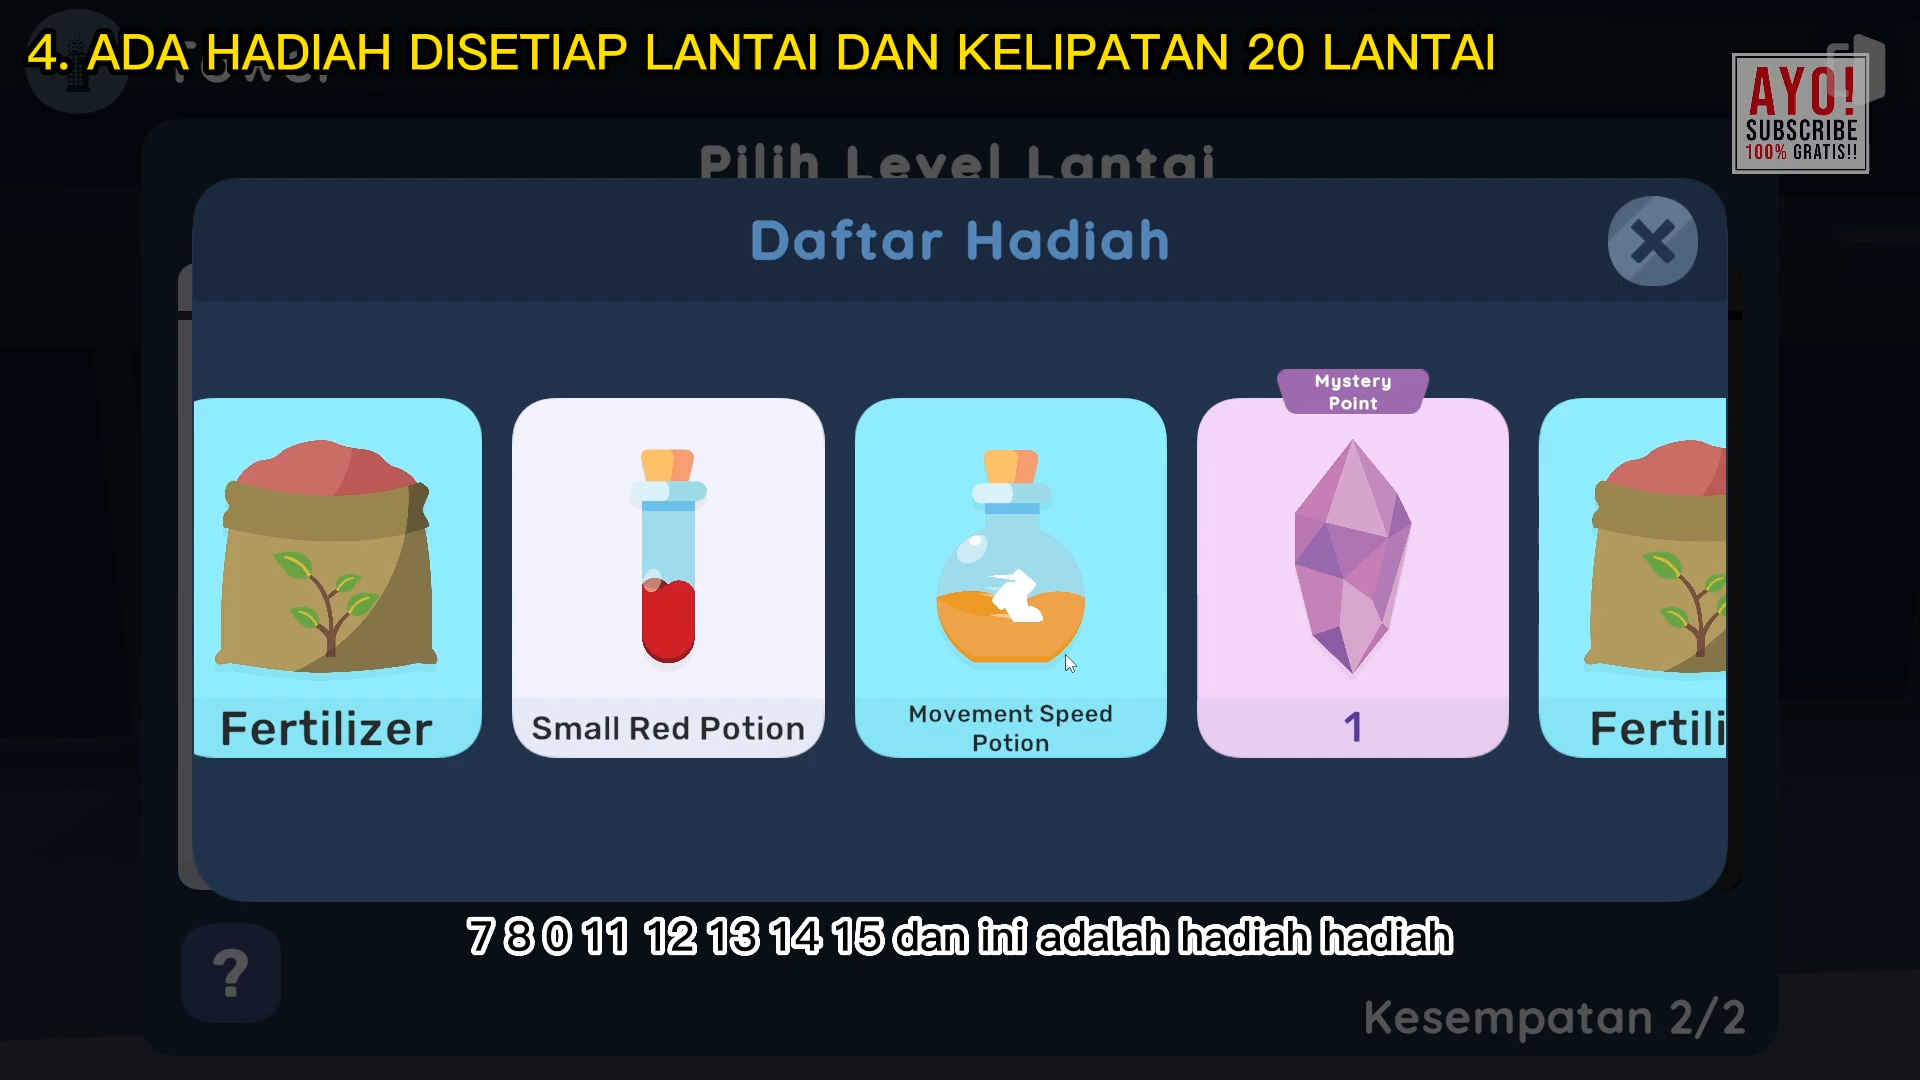 4. ADA HADIAH DISETIAP LANTAI DAN KELIPATAN 20 LANTAI
Tower
AYO!
SUBSCRIBE
100% GRATIS!!
Pilih Level Lantai
Daftar Hadiah
Mystery
Point
Fertilizer
Small Red Potion
Movement Speed
Potion
1
Fertili
7 8 0 11 12 13 14 15 dan ini adalah hadiah hadiah
?
Kesempatan 2/2